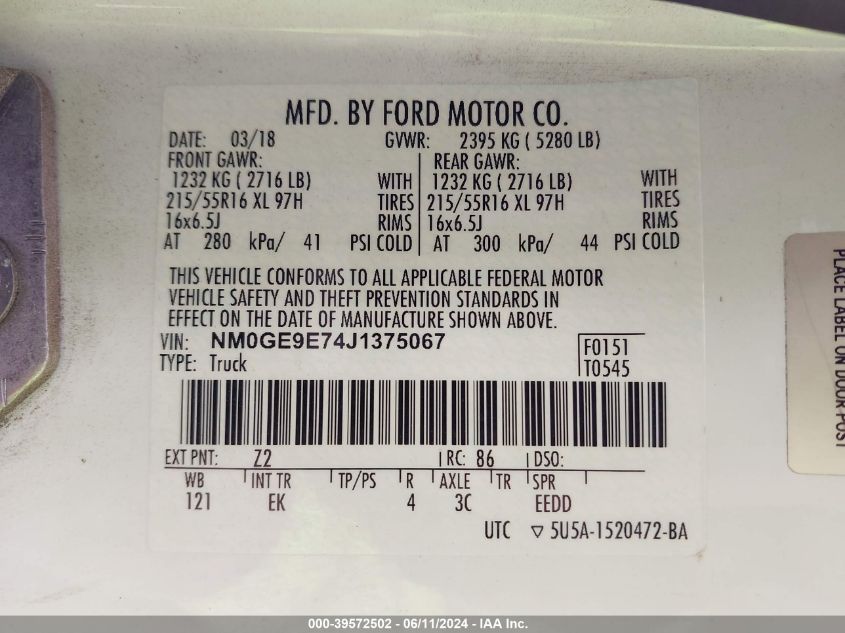 MFD. BY FORD MOTOR CO.
DATE: 03/18 GVWR: 2395 KG ( 5280 LB)
FRONT GAWR: REAR GAWR:
1232 KG ( 2716 LB) WITH 1232 KG ( 2716 LB) WITH
215/55R16 XL 97H TIRES 215/55R16 XL 97H TIRES
16x6.5J RIMS 16x6.5J RIMS
AT 280 kPa/ 41 PSI COLD AT 300 kPa/ 44 PSI COLD
THIS VEHICLE CONFORMS TO ALL APPLICABLE FEDERAL MOTOR
VEHICLE SAFETY AND THEFT PREVENTION STANDARDS IN
EFFECT ON THE DATE OF MANUFACTURE SHOWN ABOVE.
VIN: NM0GE9E74J1375067
F0151
TYPE: Truck
T0545
EXT PNT: Z2 RC: 86 DSO:
WB INT TR TP/PS R AXLE TR SPR
121 EK 4 3C EEDD
UTC ▽ 5U5A-1520472-BA
PLACE LABEL ON DOOR POST
000-39572502 - 06/11/2024 - IAA Inc.